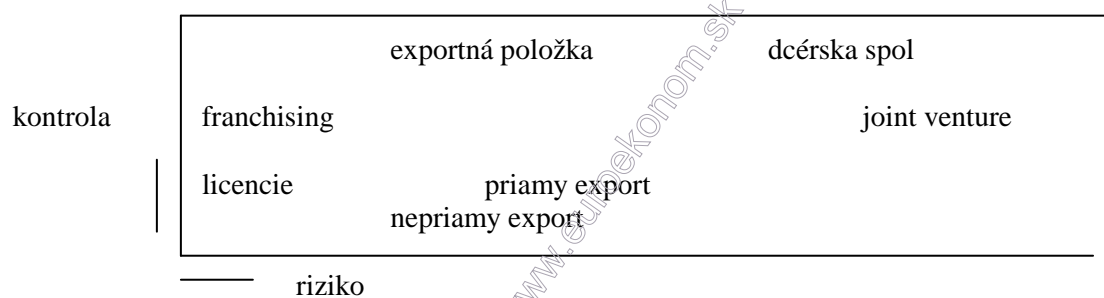 exportná položka dcérska spol
kontrola franchising joint venture
licencie priamy export
nepriamy export
riziko
www.euroekonom.sk